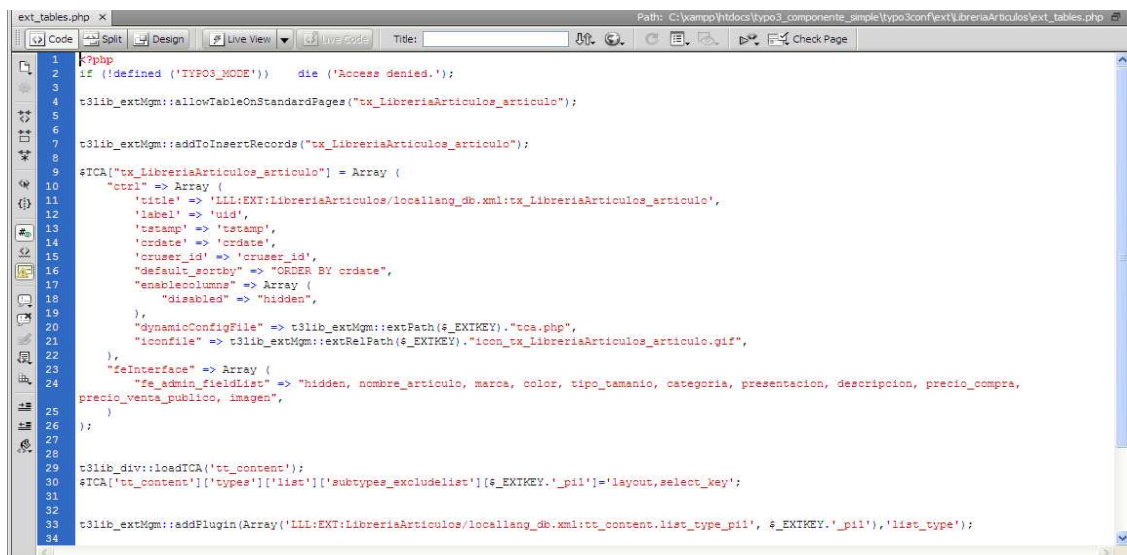 ext_tables.php ×
Path: C:\xampp\htdocs\typo3_componente_simple\typo3conf\ext\LibreriaArticulos\ext_tables.php
Code Split Design Live View Live Code Title: Check Page
1 <?php
2 if (!defined ('TYPO3_MODE')) die ('Access denied.');
3
4 t3lib_extMgm::allowTableOnStandardPages("tx_LibreriaArticulos_articulo");
5
6
7 t3lib_extMgm::addToInsertRecords("tx_LibreriaArticulos_articulo");
8
9 $TCA["tx_LibreriaArticulos_articulo"] = Array (
10 "ctrl" => Array (
11 'title' => 'LLL:EXT:LibreriaArticulos/locallang_db.xml:tx_LibreriaArticulos_articulo',
12 'label' => 'uid',
13 'tstamp' => 'tstamp',
14 'crdate' => 'crdate',
15 'cruser_id' => 'cruser_id',
16 "default_sortby" => "ORDER BY crdate",
17 "enablecolumns" => Array (
18 "disabled" => "hidden",
19 ),
20 "dynamicConfigFile" => t3lib_extMgm::extPath($_EXTKEY)."tca.php",
21 "iconfile" => t3lib_extMgm::extRelPath($_EXTKEY)."icon_tx_LibreriaArticulos_articulo.gif",
22 ),
23 "feInterface" => Array (
24 "fe_admin_fieldList" => "hidden, nombre_articulo, marca, color, tipo_tamanio, categoria, presentacion, descripcion, precio_compra,
precio_venta_publico, imagen",
25 )
26 );
27
28
29 t3lib_div::loadTCA('tt_content');
30 $TCA['tt_content']['types']['list']['subtypes_excludelist'][$_EXTKEY.'_pi1']='layout,select_key';
31
32
33 t3lib_extMgm::addPlugin(Array('LLL:EXT:LibreriaArticulos/locallang_db.xml:tt_content.list_type_pi1', $_EXTKEY.'_pi1'),'list_type');
34